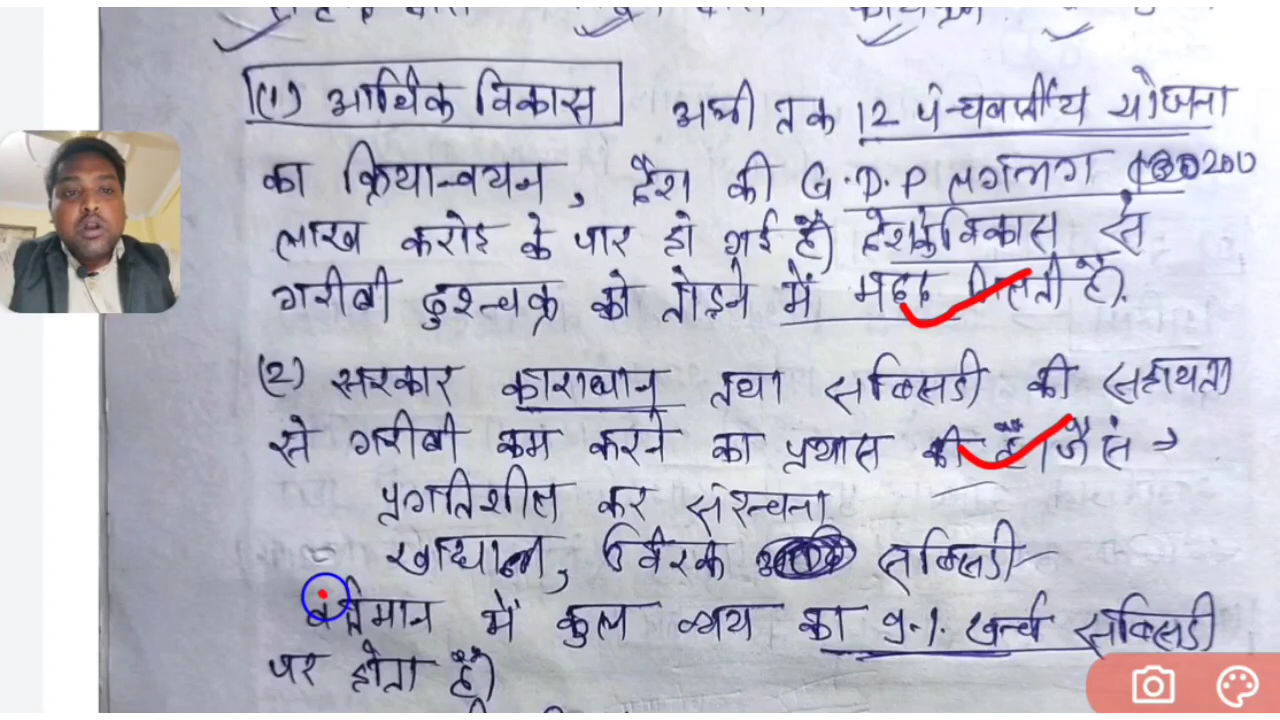 (1) आर्थिक विकास अभी तक 12 पंचवर्षीय योजना
का क्रियान्वयन, देश की G.D.P लगभग 200
लाख करोड़ के पार हो गई है। देश के विकास से
गरीबी दुश्चक्र को तोड़ने में मदद मिलती है।
(2) सरकार काराधान तथा सब्सिडी की सहायता
से गरीबी कम करने का प्रयास की है। जैसे →
प्रगतिशील कर संरचना
खाद्यान्न, उर्वरक सब्सिडी
वर्तमान में कुल व्यय का 9.1. खर्च सब्सिडी
पर होता है।